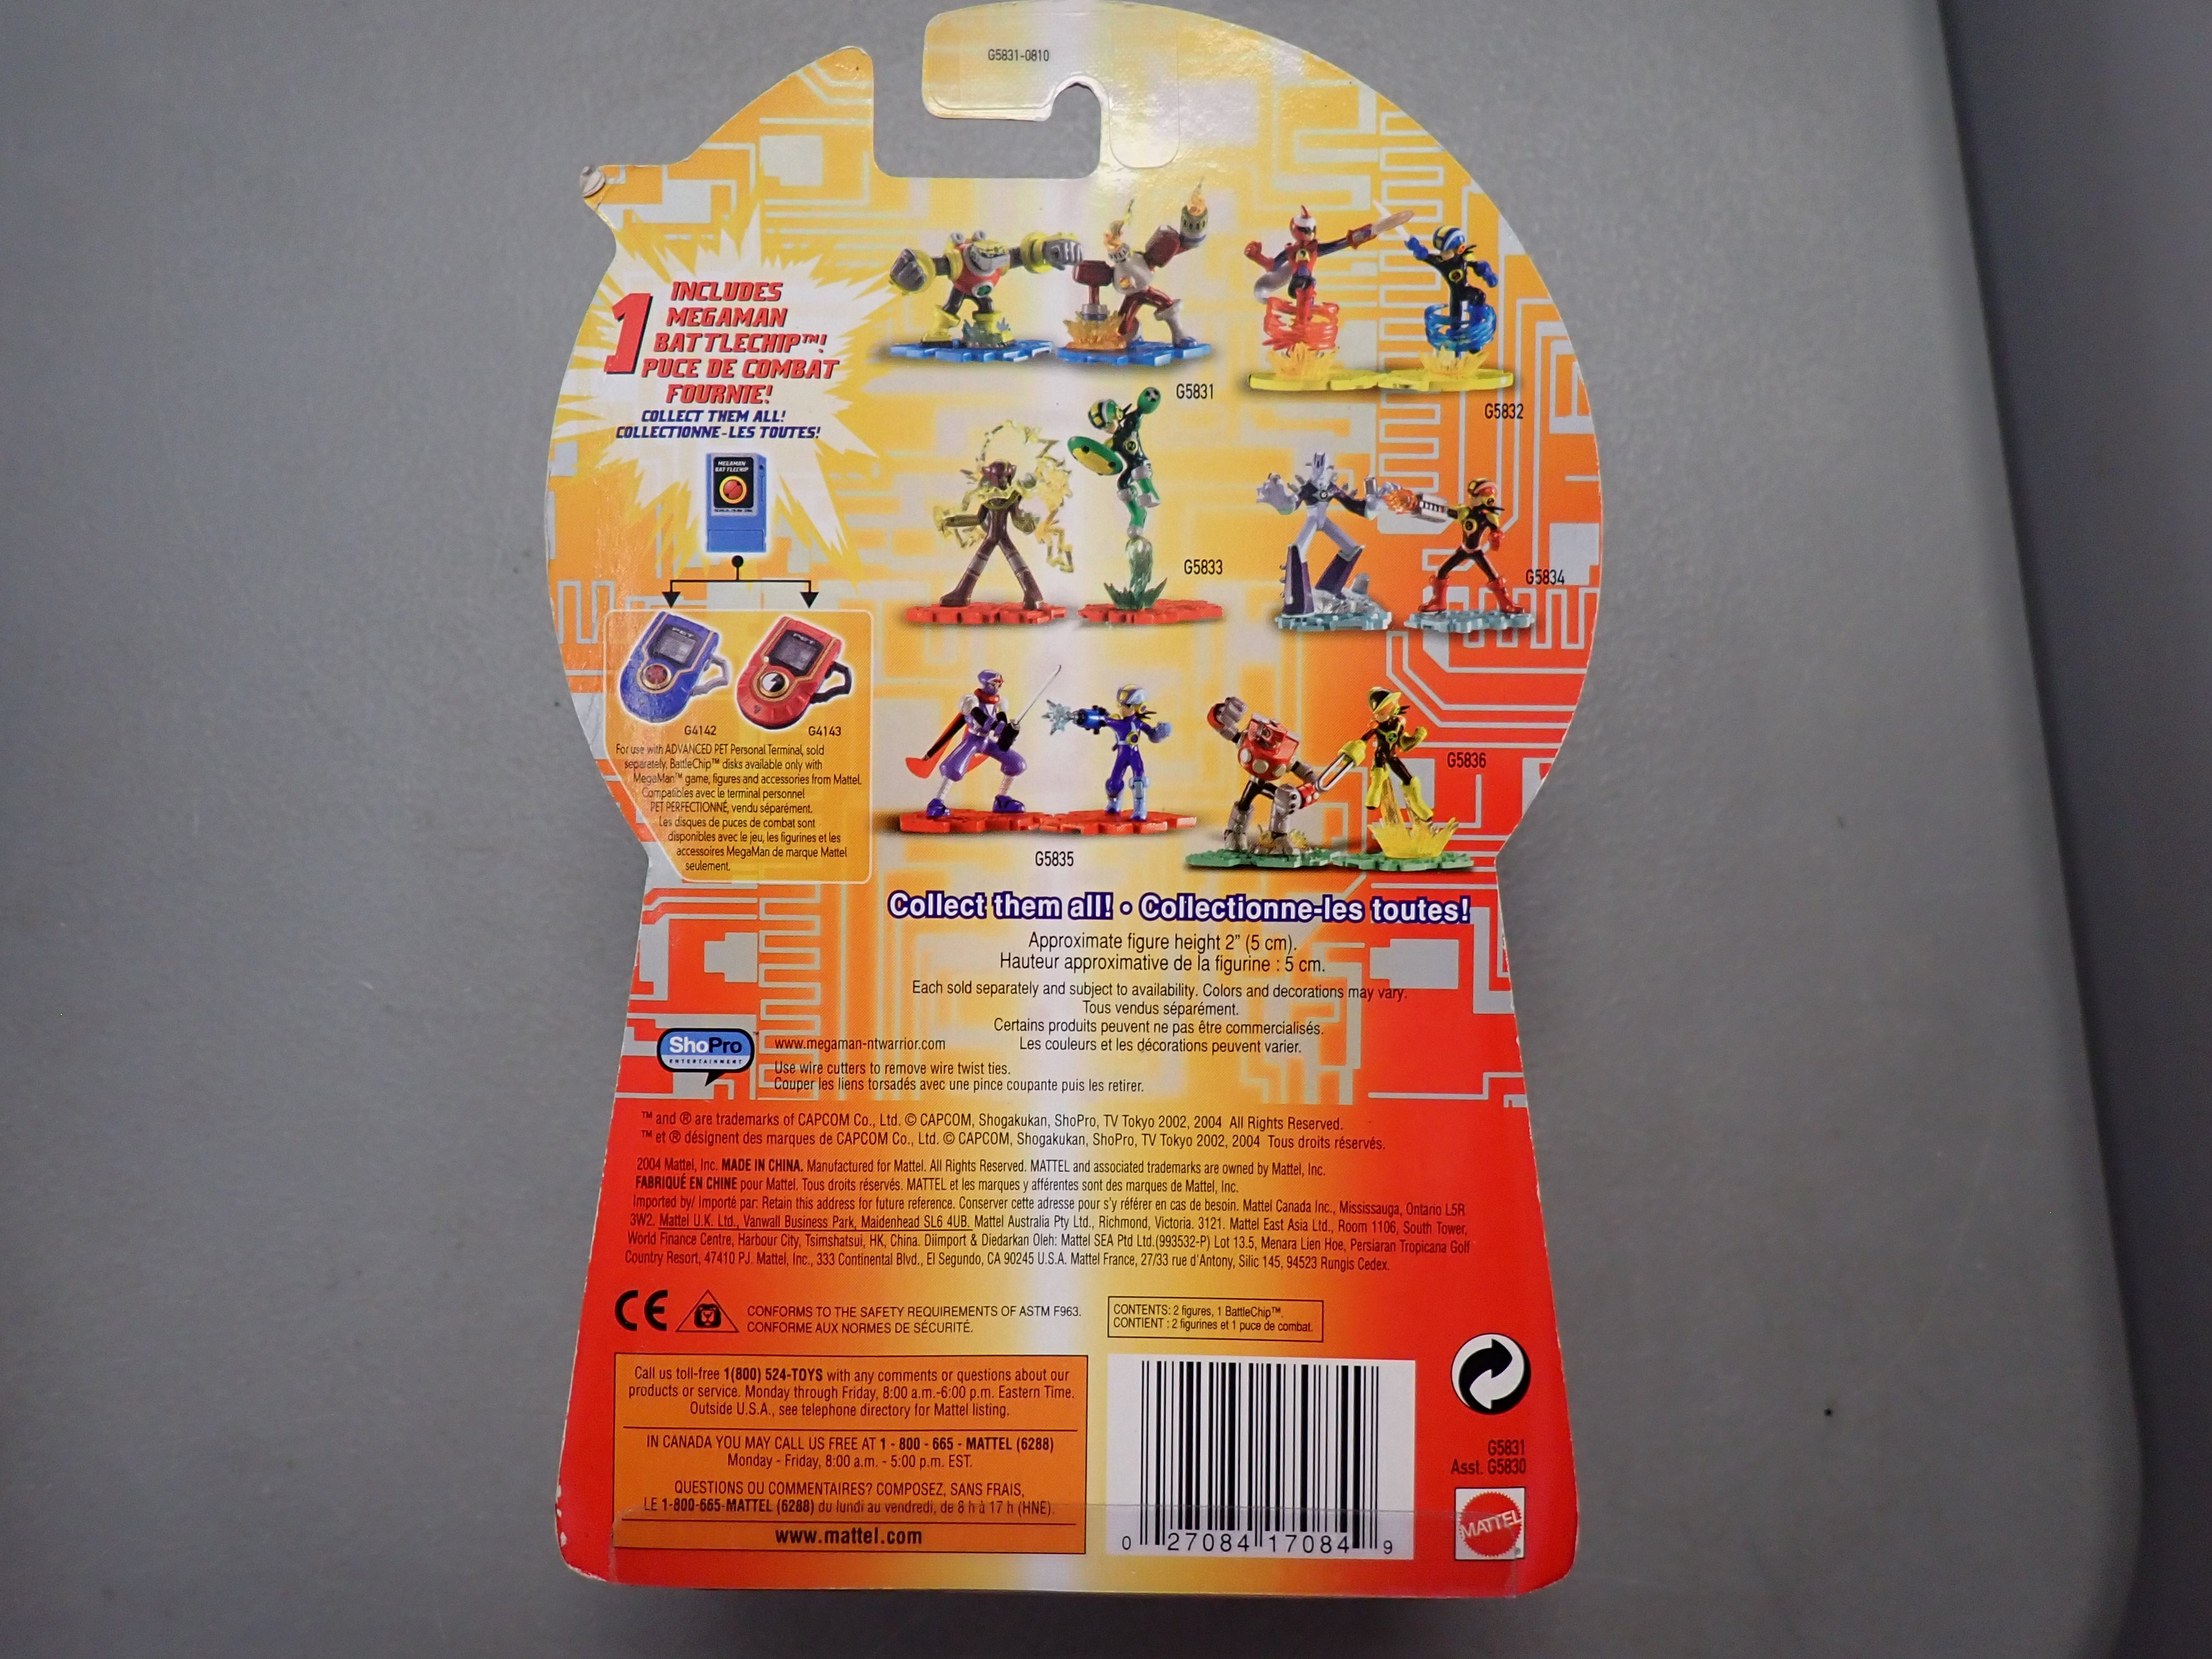 G5831-0810
1 INCLUDES
MEGAMAN
BATTLECHIP™!
PUCE DE COMBAT
FOURNIE!
COLLECT THEM ALL!
COLLECTIONNE-LES TOUTES!
MEGAMAN
BATTLECHIP
PET
PET
G4142
G4143
For use with ADVANCED PET Personal Terminal, sold
separately. BattleChip™ disks available only with
MegaMan™ game, figures and accessories from Mattel.
Compatibles avec le terminal personnel
PET PERFECTIONNÉ, vendu séparément.
Les disques de puces de combat sont
disponibles avec le jeu, les figurines et les
accessoires MegaMan de marque Mattel
seulement.
G5831
G5832
G5833
G5834
G5835
G5836
Collect them all! • Collectionne-les toutes!
Approximate figure height 2" (5 cm).
Hauteur approximative de la figurine : 5 cm.
Each sold separately and subject to availability. Colors and decorations may vary.
Tous vendus séparément.
Certains produits peuvent ne pas être commercialisés.
Les couleurs et les décorations peuvent varier.
ShoPro™
ENTERTAINMENT
www.megaman-ntwarrior.com
Use wire cutters to remove wire twist ties.
Couper les liens torsadés avec une pince coupante puis les retirer.
™ and ® are trademarks of CAPCOM Co., Ltd. © CAPCOM, Shogakukan, ShoPro, TV Tokyo 2002, 2004 All Rights Reserved.
™ et ® désignent des marques de CAPCOM Co., Ltd. © CAPCOM, Shogakukan, ShoPro, TV Tokyo 2002, 2004 Tous droits réservés.
2004 Mattel, Inc. MADE IN CHINA. Manufactured for Mattel. All Rights Reserved. MATTEL and associated trademarks are owned by Mattel, Inc.
FABRIQUÉ EN CHINE pour Mattel. Tous droits réservés. MATTEL et les marques y afférentes sont des marques de Mattel, Inc.
Imported by/ Importé par: Retain this address for future reference. Conserver cette adresse pour s'y référer en cas de besoin. Mattel Canada Inc., Mississauga, Ontario L5R
3W2. Mattel U.K. Ltd., Vanwall Business Park, Maidenhead SL6 4UB. Mattel Australia Pty Ltd., Richmond, Victoria. 3121. Mattel East Asia Ltd., Room 1106, South Tower,
World Finance Centre, Harbour City, Tsimshatsui, HK, China. Diimport & Diedarkan Oleh: Mattel SEA Ptd Ltd.(993532-P) Lot 13.5, Menara Lien Hoe, Persiaran Tropicana Golf
Country Resort, 47410 PJ. Mattel, Inc., 333 Continental Blvd., El Segundo, CA 90245 U.S.A. Mattel France, 27/33 rue d'Antony, Silic 145, 94523 Rungis Cedex.
CE
CONFORMS TO THE SAFETY REQUIREMENTS OF ASTM F963.
CONFORME AUX NORMES DE SÉCURITÉ.
CONTENTS: 2 figures, 1 BattleChip™.
CONTIENT : 2 figurines et 1 puce de combat.
Call us toll-free 1(800) 524-TOYS with any comments or questions about our
products or service. Monday through Friday, 8:00 a.m.-6:00 p.m. Eastern Time.
Outside U.S.A., see telephone directory for Mattel listing.
IN CANADA YOU MAY CALL US FREE AT 1 - 800 - 665 - MATTEL (6288)
Monday - Friday, 8:00 a.m. - 5:00 p.m. EST.
QUESTIONS OU COMMENTAIRES? COMPOSEZ, SANS FRAIS,
LE 1-800-665-MATTEL (6288) du lundi au vendredi, de 8 h à 17 h (HNE).
www.mattel.com
0 27084 17084 9
G5831
Asst. G5830
MATTEL®